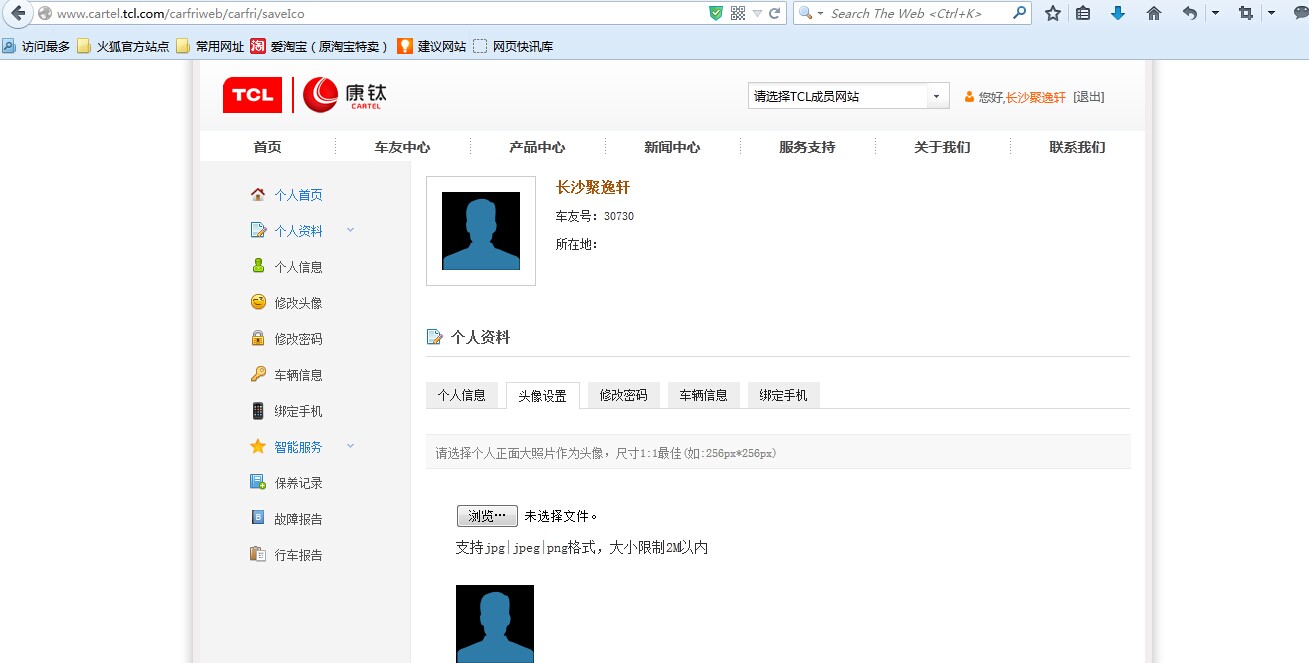 www.cartel.tcl.com/carfriweb/carfri/saveIco
Search The Web <Ctrl+K>
访问最多 火狐官方站点 常用网址 淘 爱淘宝（原淘宝特卖） 建议网站 网页快讯库
TCL 康钛 CARTEL
请选择TCL成员网站 您好,长沙聚逸轩 [退出]
首页 车友中心 产品中心 新闻中心 服务支持 关于我们 联系我们
个人首页
个人资料
个人信息
修改头像
修改密码
车辆信息
绑定手机
智能服务
保养记录
故障报告
行车报告
长沙聚逸轩
车友号：30730
所在地：
个人资料
个人信息 头像设置 修改密码 车辆信息 绑定手机
请选择个人正面大照片作为头像，尺寸1:1最佳(如:256px*256px)
浏览… 未选择文件。
支持jpg|jpeg|png格式，大小限制2M以内